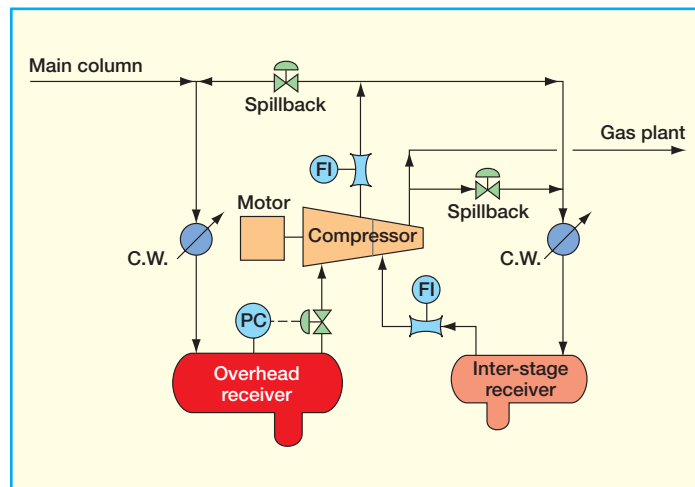 Main column
Spillback
Gas plant
FI
Motor
Compressor
Spillback
C.W.
C.W.
FI
PC
Overhead
receiver
Inter-stage
receiver